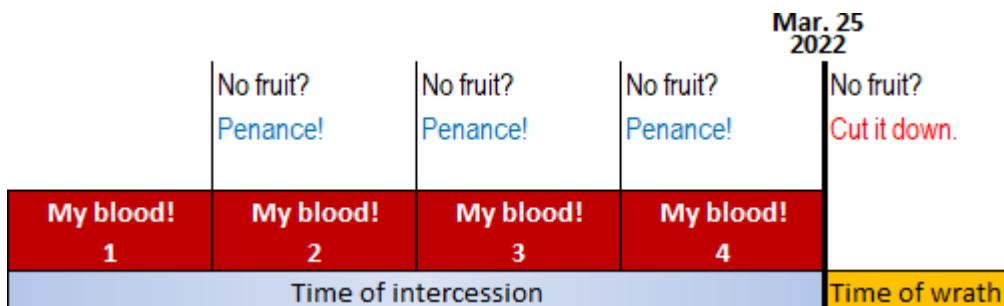 Mar. 25
2022
No fruit? No fruit? No fruit? No fruit?
Penance! Penance! Penance! Cut it down.
My blood! My blood! My blood! My blood!
1 2 3 4
Time of intercession Time of wrath